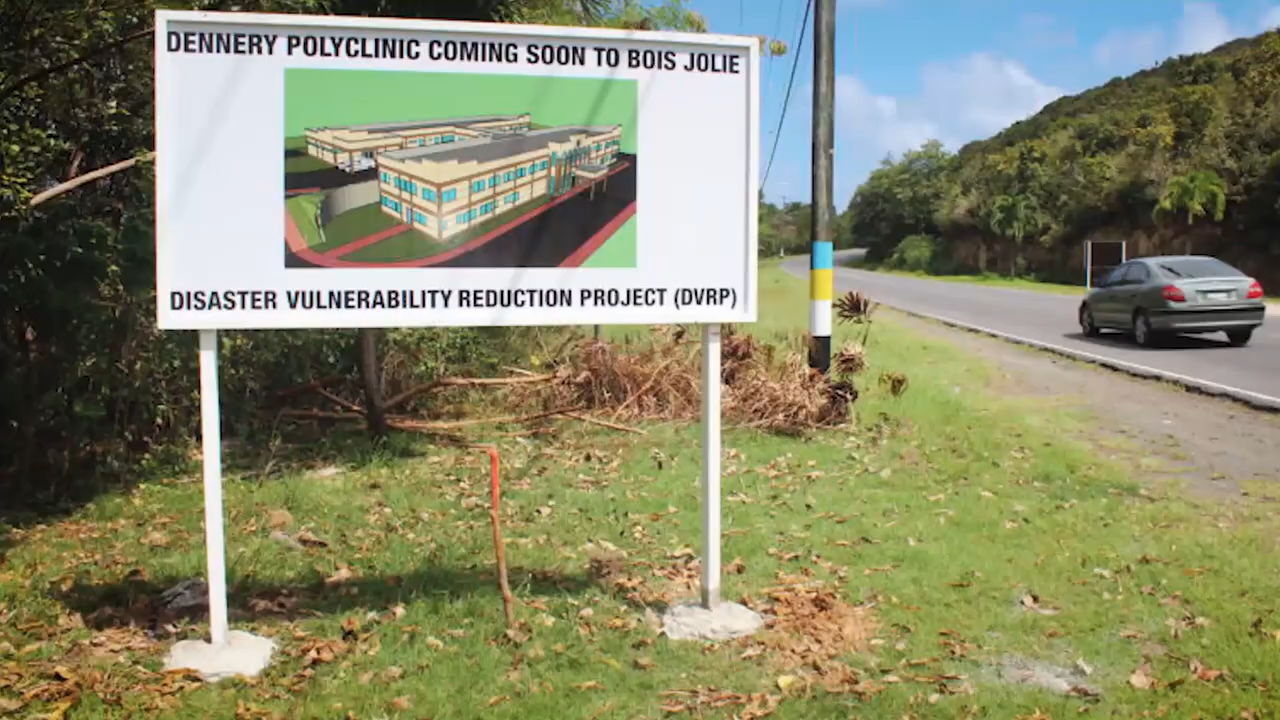 DENNERY POLYCLINIC COMING SOON TO BOIS JOLIE
DISASTER VULNERABILITY REDUCTION PROJECT (DVRP)